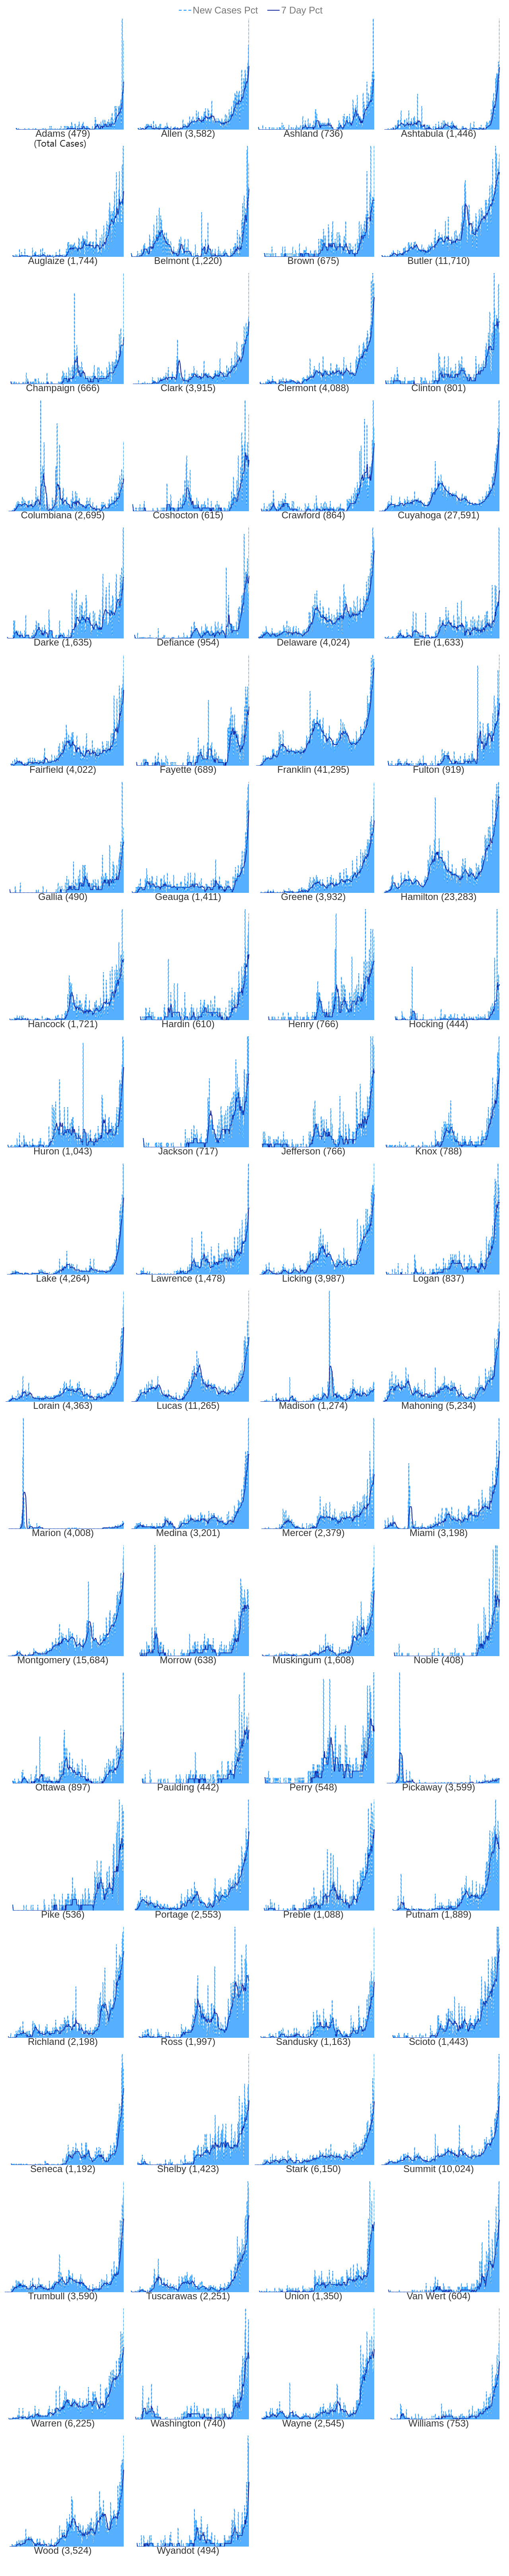 New Cases Pct 7 Day Pct
Adams (479) Allen (3,582) Ashland (736) Ashtabula (1,446)
(Total Cases)
Auglaize (1,744) Belmont (1,220) Brown (675) Butler (11,710)
Champaign (666) Clark (3,915) Clermont (4,088) Clinton (801)
Columbiana (2,695) Coshocton (615) Crawford (864) Cuyahoga (27,591)
Darke (1,635) Defiance (954) Delaware (4,024) Erie (1,633)
Fairfield (4,022) Fayette (689) Franklin (41,295) Fulton (919)
Gallia (490) Geauga (1,411) Greene (3,932) Hamilton (23,283)
Hancock (1,721) Hardin (610) Henry (766) Hocking (444)
Huron (1,043) Jackson (717) Jefferson (766) Knox (788)
Lake (4,264) Lawrence (1,478) Licking (3,987) Logan (837)
Lorain (4,363) Lucas (11,265) Madison (1,274) Mahoning (5,234)
Marion (4,008) Medina (3,201) Mercer (2,379) Miami (3,198)
Montgomery (15,684) Morrow (638) Muskingum (1,608) Noble (408)
Ottawa (897) Paulding (442) Perry (548) Pickaway (3,599)
Pike (536) Portage (2,553) Preble (1,088) Putnam (1,889)
Richland (2,198) Ross (1,997) Sandusky (1,163) Scioto (1,443)
Seneca (1,192) Shelby (1,423) Stark (6,150) Summit (10,024)
Trumbull (3,590) Tuscarawas (2,251) Union (1,350) Van Wert (604)
Warren (6,225) Washington (740) Wayne (2,545) Williams (753)
Wood (3,524) Wyandot (494)